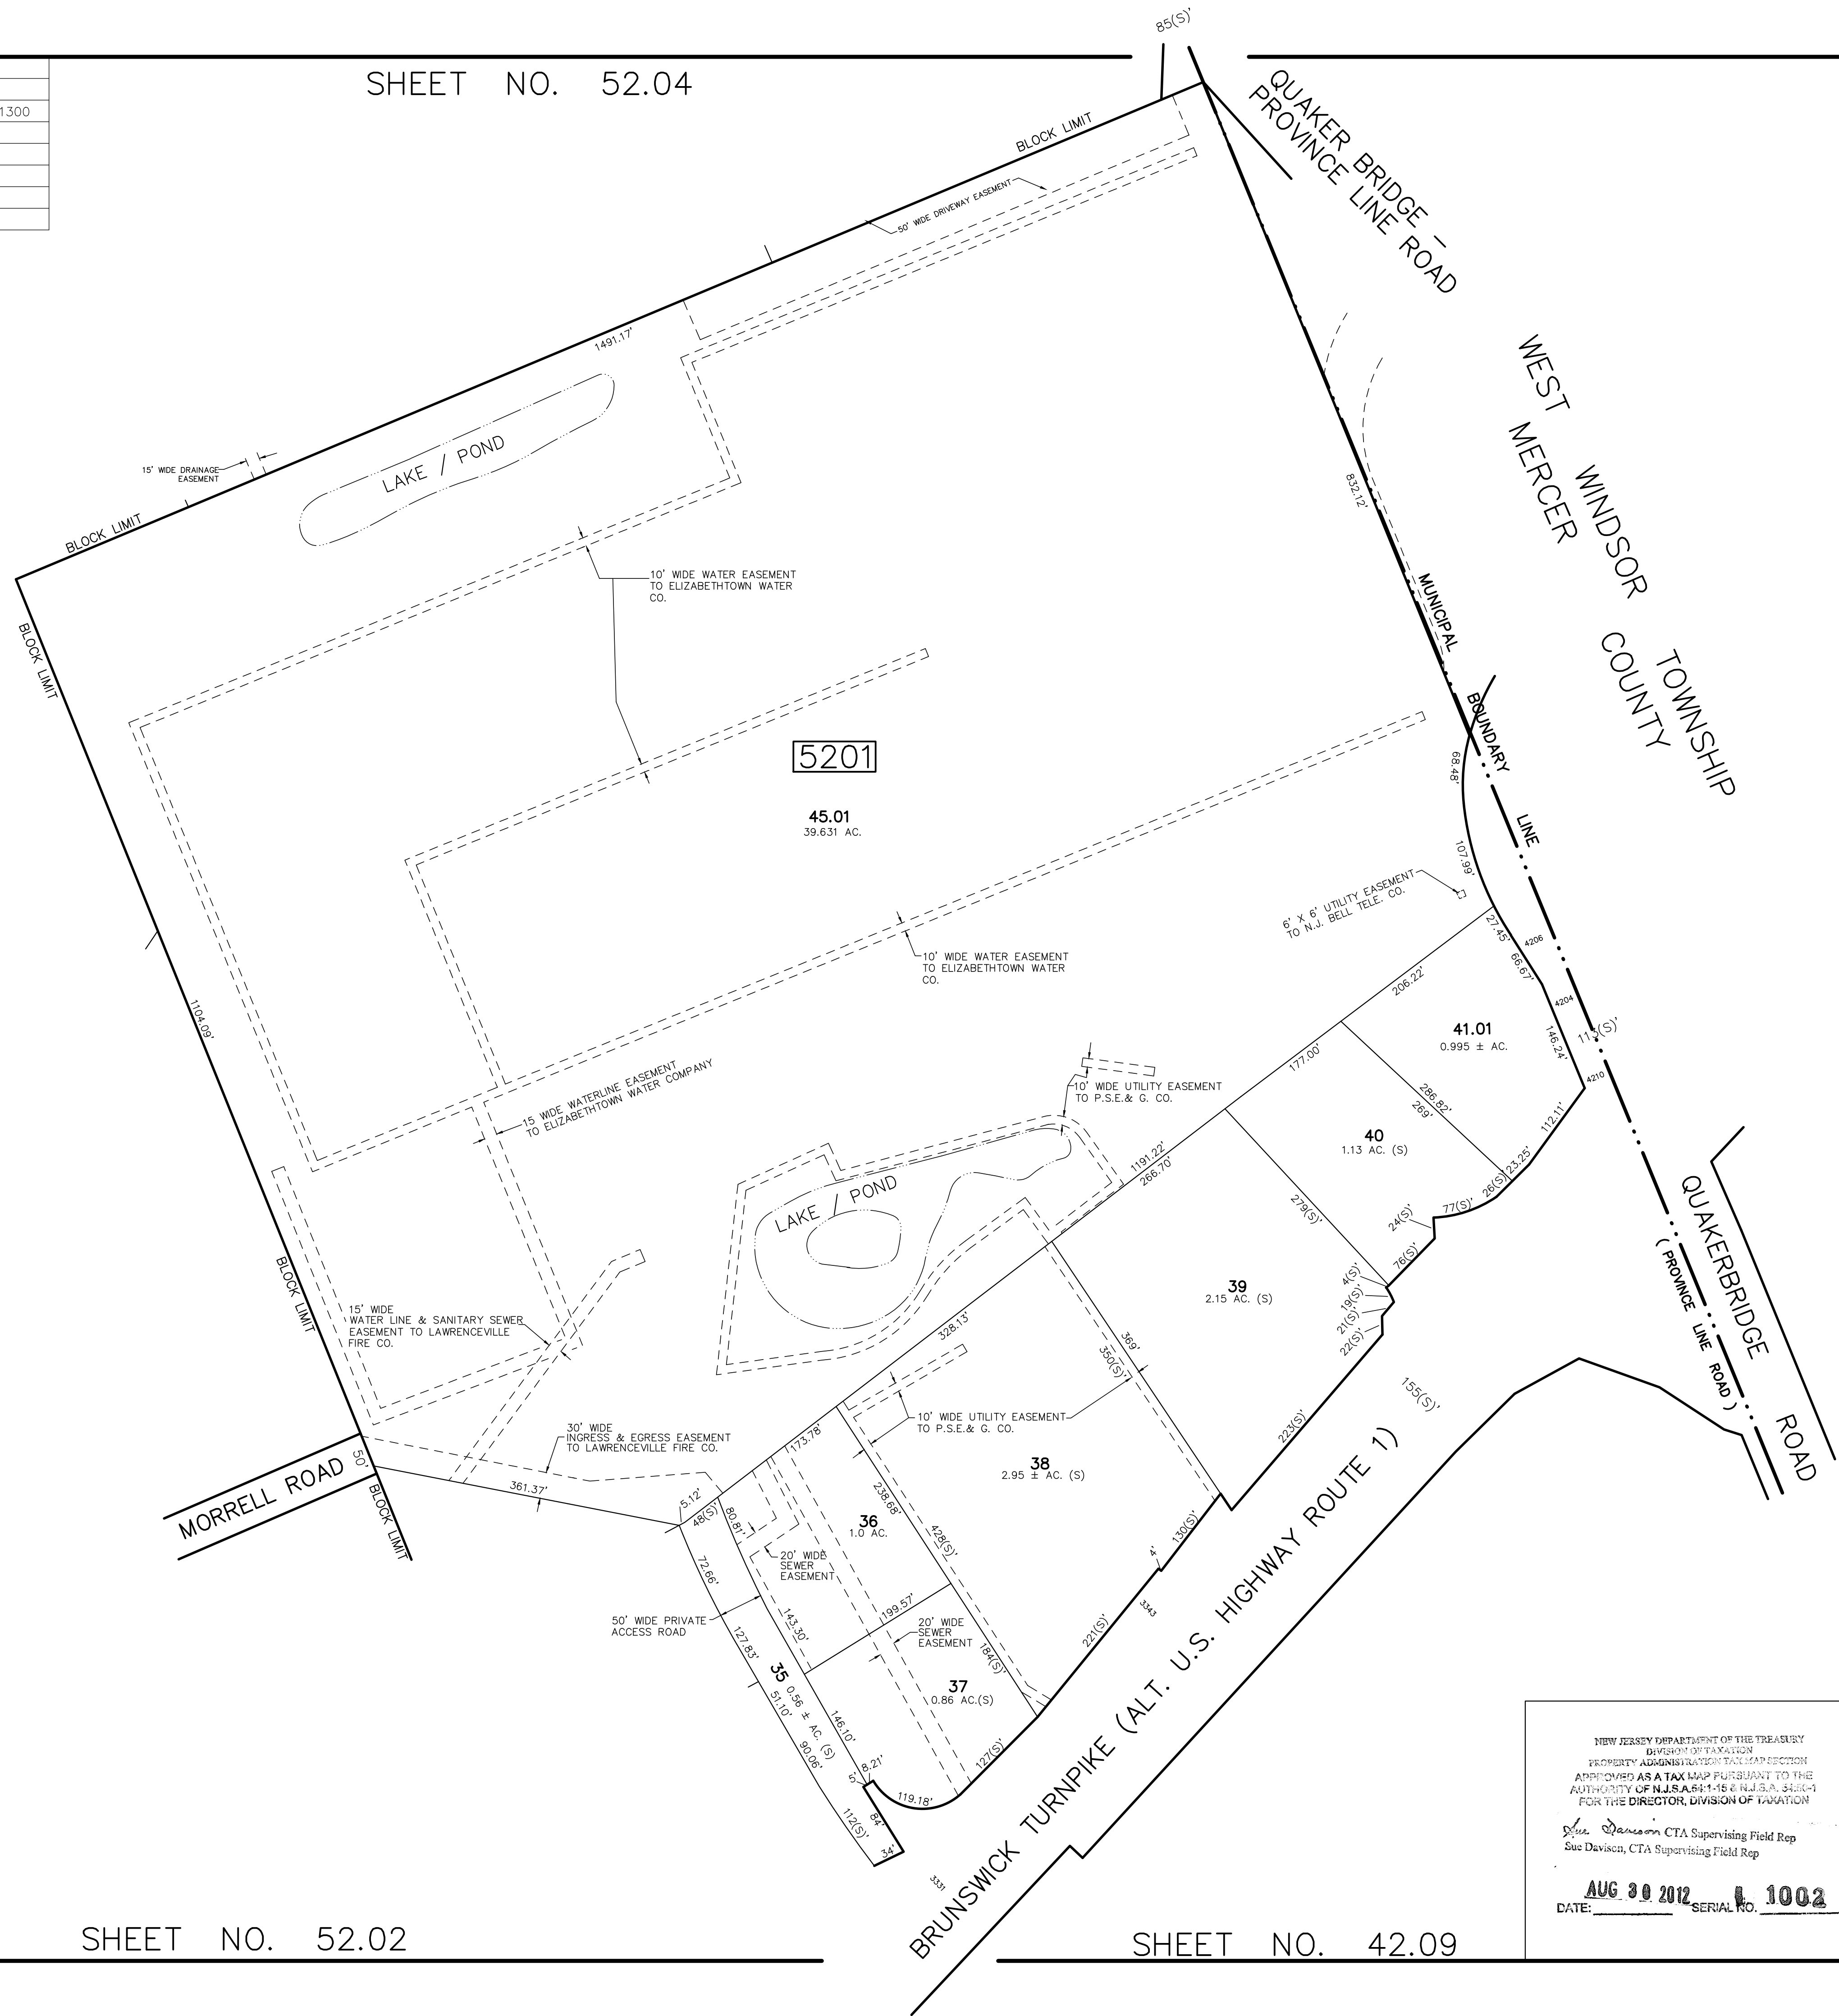 85(S)'
SHEET NO. 52.04
1300
QUAKER BRIDGE –
PROVINCE LINE ROAD
BLOCK LIMIT
50' WIDE DRIVEWAY EASEMENT
1491.17'
LAKE / POND
15' WIDE DRAINAGE
EASEMENT
BLOCK LIMIT
832.12'
WEST WINDSOR TOWNSHIP
MERCER COUNTY
10' WIDE WATER EASEMENT
TO ELIZABETHTOWN WATER
CO.
BLOCK LIMIT
MUNICIPAL BOUNDARY LINE
5201
45.01
39.631 AC.
68.48'
107.99'
6' X 6' UTILITY EASEMENT
TO N.J. BELL TELE. CO.
27.45'
4206
66.67'
10' WIDE WATER EASEMENT
TO ELIZABETHTOWN WATER
CO.
206.22'
4204
1104.09'
41.01
0.995 ± AC.
146.24'
113(S)'
177.00'
4210
15 WIDE WATERLINE EASEMENT
TO ELIZABETHTOWN WATER COMPANY
10' WIDE UTILITY EASEMENT
TO P.S.E.& G. CO.
286.82'
269'
112.11'
40
1.13 AC. (S)
1191.22'
266.70'
23.25'
26(S)'
LAKE / POND
279(S)'
77(S)'
24(S)'
76(S)'
QUAKERBRIDGE ROAD
( PROVINCE LINE ROAD )
BLOCK LIMIT
39
2.15 AC. (S)
4(S)'
19(S)'
21(S)'
22(S)'
15' WIDE
WATER LINE & SANITARY SEWER
EASEMENT TO LAWRENCEVILLE
FIRE CO.
328.13'
369'
350(S)'
155(S)'
30' WIDE
INGRESS & EGRESS EASEMENT
TO LAWRENCEVILLE FIRE CO.
10' WIDE UTILITY EASEMENT
TO P.S.E.& G. CO.
223(S)'
173.78'
50'
MORRELL ROAD
361.37'
38
2.95 ± AC. (S)
BLOCK LIMIT
5.12'
48(S)'
80.81'
238.68'
36
1.0 AC.
428(S)'
130(S)'
4'
20' WIDE
SEWER
EASEMENT
72.66'
50' WIDE PRIVATE
ACCESS ROAD
199.57'
143.30'
20' WIDE
SEWER
EASEMENT
3343
221(S)'
127.83'
184(S)'
35 0.56 ± AC. (S)
37
0.86 AC.(S)
51.10'
146.10'
90.06'
127(S)'
8.21'
5'
119.18'
84'
112(S)'
34'
3331
BRUNSWICK TURNPIKE (ALT. U.S. HIGHWAY ROUTE 1)
NEW JERSEY DEPARTMENT OF THE TREASURY
DIVISION OF TAXATION
PROPERTY ADMINISTRATION TAX MAP SECTION
APPROVED AS A TAX MAP PURSUANT TO THE
AUTHORITY OF N.J.S.A.54:1-15 & N.J.S.A. 54:50-1
FOR THE DIRECTOR, DIVISION OF TAXATION
Sue Davison CTA Supervising Field Rep
Sue Davison, CTA Supervising Field Rep
DATE: AUG 30 2012 SERIAL NO. 1002
SHEET NO. 52.02
SHEET NO. 42.09